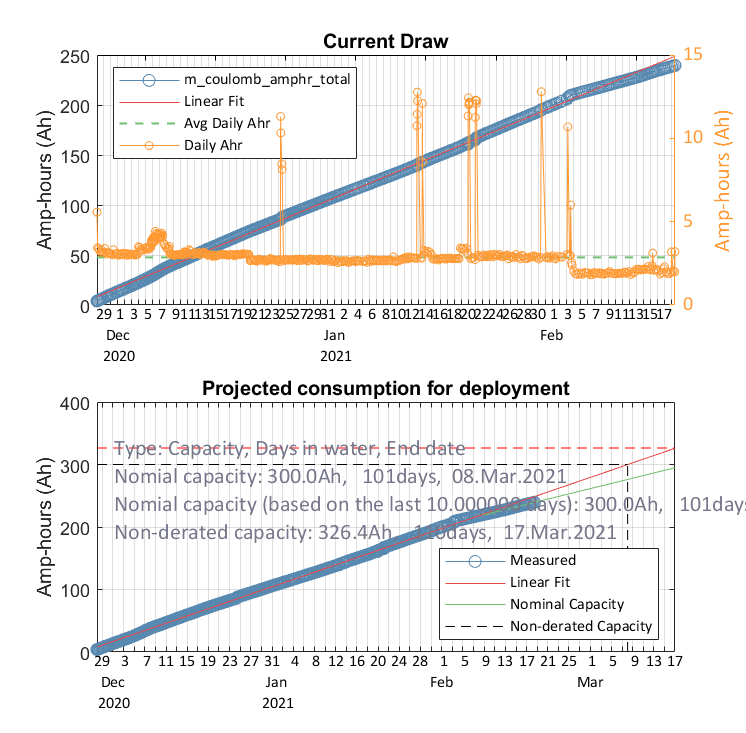 Current Draw
250
200
150
100
50
0
Amp-hours (Ah)
m_coulomb_amphr_total
Linear Fit
Avg Daily Ahr
Daily Ahr
15
10
5
0
Amp-hours (Ah)
29 1 3 5 7 9 11 13 15 17 19 21 23 25 27 29 31 2 4 6 8 10 12 14 16 18 20 22 24 26 28 30 1 3 5 7 9 11 13 15 17
Dec Jan Feb
2020 2021
Projected consumption for deployment
400
300
200
100
0
Amp-hours (Ah)
Type: Capacity, Days in water, End date
Nomial capacity: 300.0Ah, 101days, 08.Mar.2021
Nomial capacity (based on the last 10.000000 days): 300.0Ah, 101days
Non-derated capacity: 326.4Ah, 110days, 17.Mar.2021
Measured
Linear Fit
Nominal Capacity
Non-derated Capacity
29 3 7 11 15 19 23 27 31 4 8 12 16 20 24 28 1 5 9 13 17 21 25 1 5 9 13 17
Dec Jan Feb Mar
2020 2021